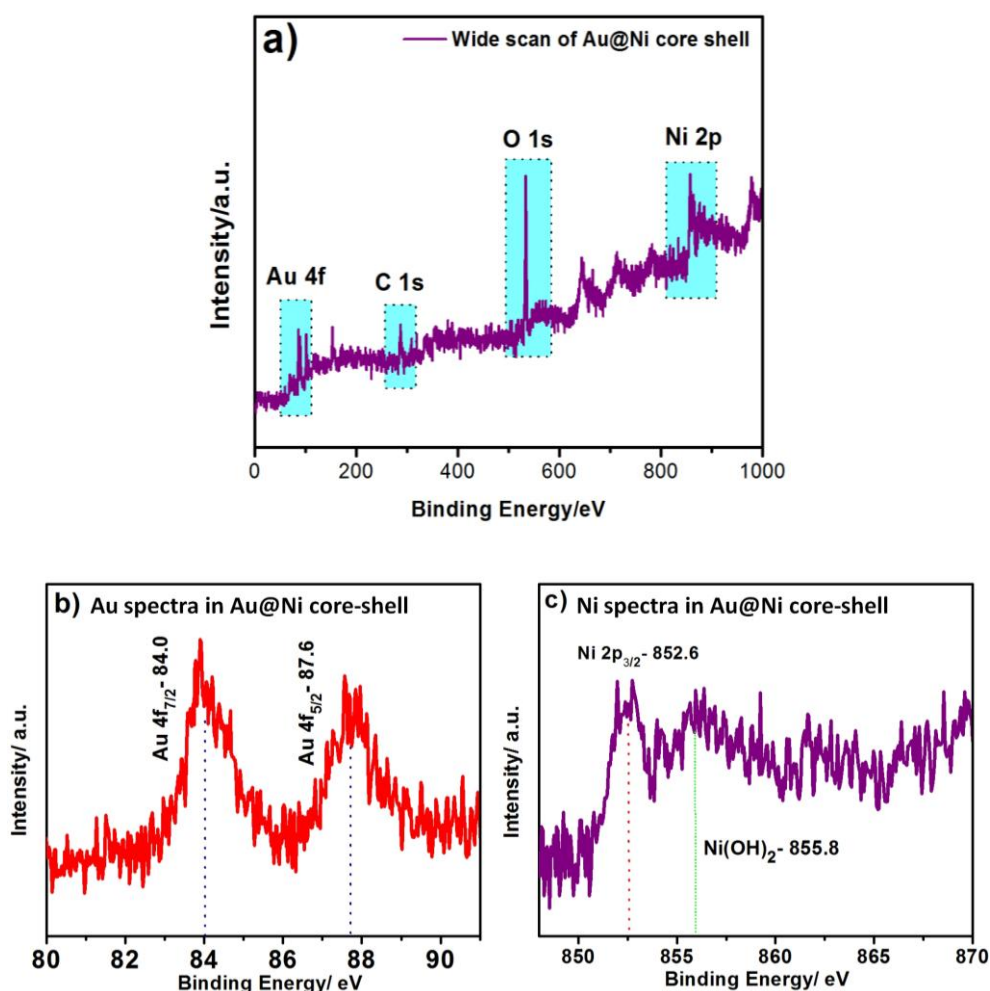 a)
Wide scan of Au@Ni core shell
O 1s
Ni 2p
Au 4f
C 1s
Intensity/a.u.
0 200 400 600 800 1000
Binding Energy/eV
b) Au spectra in Au@Ni core-shell
Au 4f7/2- 84.0
Au 4f5/2- 87.6
Intensity/ a.u.
80 82 84 86 88 90
Binding Energy/ eV
c) Ni spectra in Au@Ni core-shell
Ni 2p3/2- 852.6
Ni(OH)2- 855.8
Intensity/ a.u.
850 855 860 865 870
Binding Energy/ eV